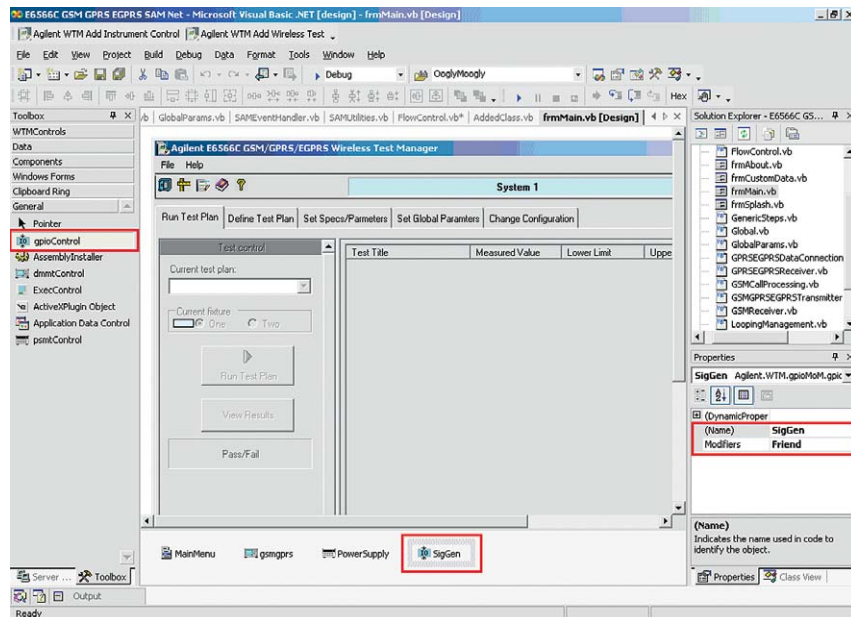 E6566C GSM GPRS EGPRS SAM Net - Microsoft Visual Basic .NET [design] - frmMain.vb [Design]
Agilent WTM Add Instrument Control Agilent WTM Add Wireless Test
File Edit View Project Build Debug Data Format Tools Window Help
Debug OoglyMoogly
Hex
Toolbox
WTMControls
Data
Components
Windows Forms
Clipboard Ring
General
Pointer
gpioControl
AssemblyInstaller
dmmtControl
ExecControl
ActiveXPlugin Object
Application Data Control
psmtControl
Server ... Toolbox
Output
Ready
vb GlobalParams.vb SAMEventHandler.vb SAMUtilities.vb FlowControl.vb* AddedClass.vb frmMain.vb [Design]
Agilent E6566C GSM/GPRS/EGPRS Wireless Test Manager
File Help
System 1
Run Test Plan Define Test Plan Set Specs/Parmeters Set Global Paramters Change Configuration
Test control
Current test plan:
Current fixture
One Two
Run Test Plan
View Results
Pass/Fail
Test Title Measured Value Lower Limit Uppe
MainMenu gsmgprs PowerSupply SigGen
Solution Explorer - E6566C GS...
FlowControl.vb
frmAbout.vb
frmCustomData.vb
frmMain.vb
frmSplash.vb
GenericSteps.vb
Global.vb
GlobalParams.vb
GPRSEGPRSDataConnection
GPRSEGPRSReceiver.vb
GSMCallProcessing.vb
GSMGPRSEGPRSTransmitter
GSMReceiver.vb
LoopingManagement.vb
Properties
SigGen Agilent.WTM.gpioMoM.gpic
(DynamicProper
(Name) SigGen
Modifiers Friend
(Name)
Indicates the name used in code to
identify the object.
Properties Class View